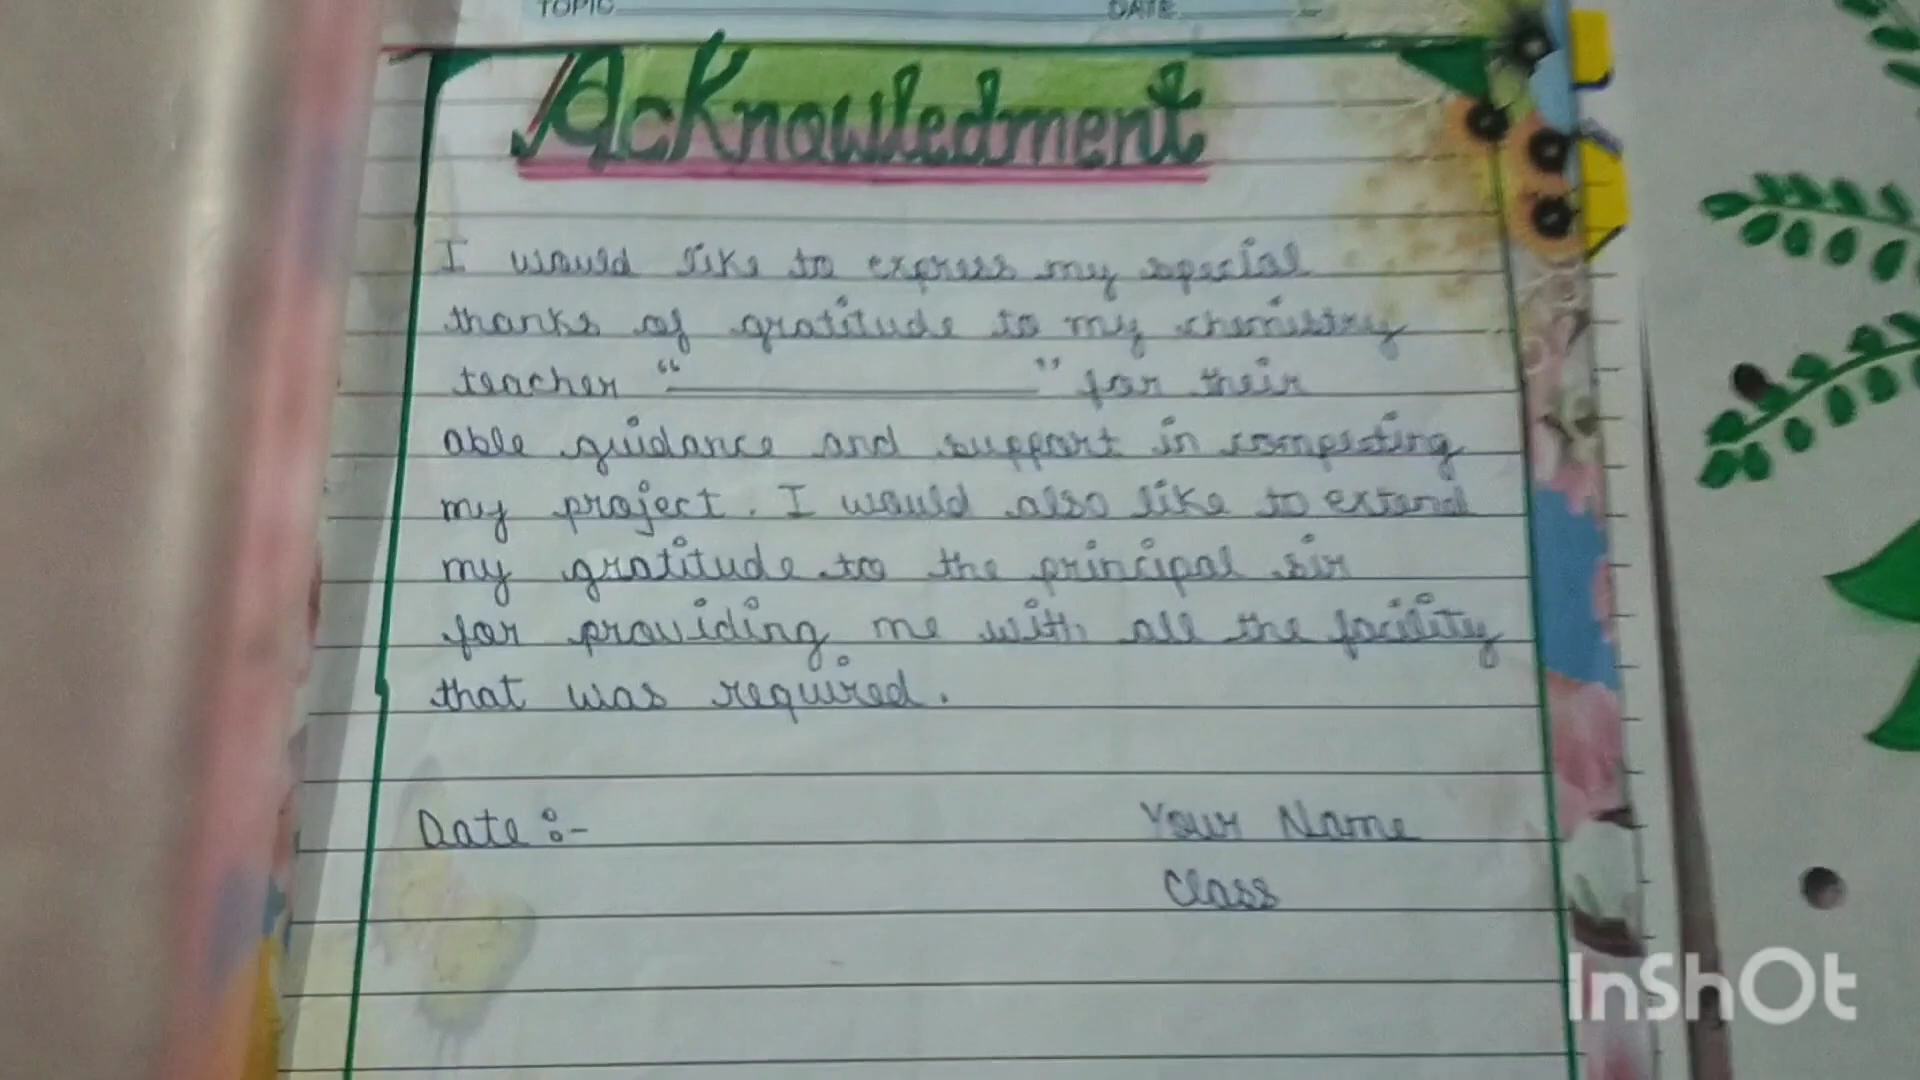 TOPIC DATE
Acknowledment
I would like to express my special
thanks of gratitude to my chemistry
teacher “ ” for their
able guidance and support in competing
my project. I would also like to extend
my gratitude to the principal sir
for providing me with all the facility
that was required.
Date :- Your Name
Class
InShOt